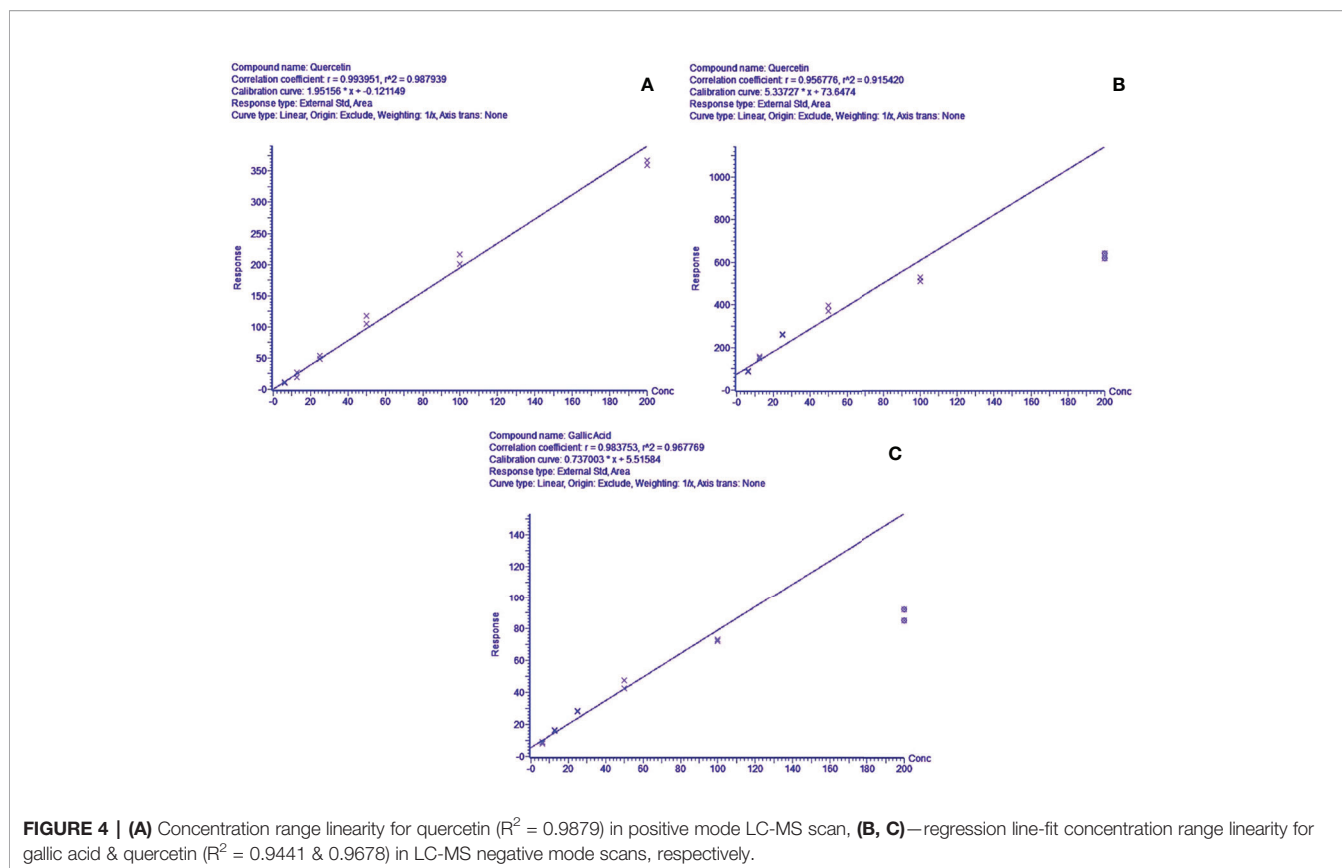 Compound name: Quercetin
Correlation coefficient: r = 0.993951, r^2 = 0.987939
Calibration curve: 1.95156 * x + -0.121149
Response type: External Std, Area
Curve type: Linear, Origin: Exclude, Weighting: 1/x, Axis trans: None
A
350
300
250
200
150
100
50
-0
Response
-0 20 40 60 80 100 120 140 160 180 200
Conc
Compound name: Quercetin
Correlation coefficient: r = 0.956776, r^2 = 0.915420
Calibration curve: 5.33727 * x + 73.6474
Response type: External Std, Area
Curve type: Linear, Origin: Exclude, Weighting: 1/x, Axis trans: None
B
1000
800
600
400
200
-0
Response
-0 20 40 60 80 100 120 140 160 180 200
Conc
Compound name: Gallic Acid
Correlation coefficient: r = 0.983753, r^2 = 0.967769
Calibration curve: 0.737003 * x + 5.51584
Response type: External Std, Area
Curve type: Linear, Origin: Exclude, Weighting: 1/x, Axis trans: None
C
140
120
100
80
60
40
20
-0
Response
-0 20 40 60 80 100 120 140 160 180 200
Conc
FIGURE 4 | (A) Concentration range linearity for quercetin (R² = 0.9879) in positive mode LC-MS scan, (B, C)—regression line-fit concentration range linearity for
gallic acid & quercetin (R² = 0.9441 & 0.9678) in LC-MS negative mode scans, respectively.